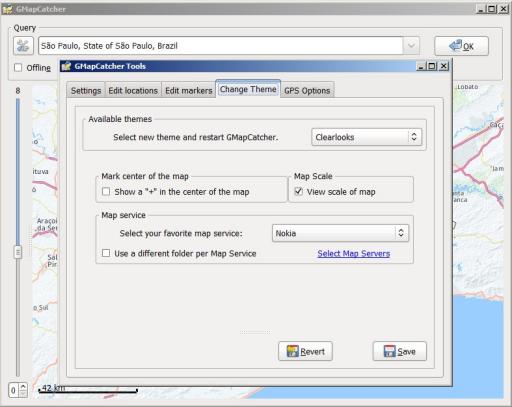 GMapCatcher
Query
São Paulo, State of São Paulo, Brazil
OK
Offline
GMapCatcher Tools
Settings Edit locations Edit markers Change Theme GPS Options
Available themes
Select new theme and restart GMapCatcher.
Clearlooks
Mark center of the map
Show a "+" in the center of the map
Map Scale
View scale of map
Map service
Select your favorite map service:
Nokia
Use a different folder per Map Service
Select Map Servers
Revert
Save
8
Lobato
ituva
Araçoi
da Ser
Sal
Pir
o Sul
0
42 km